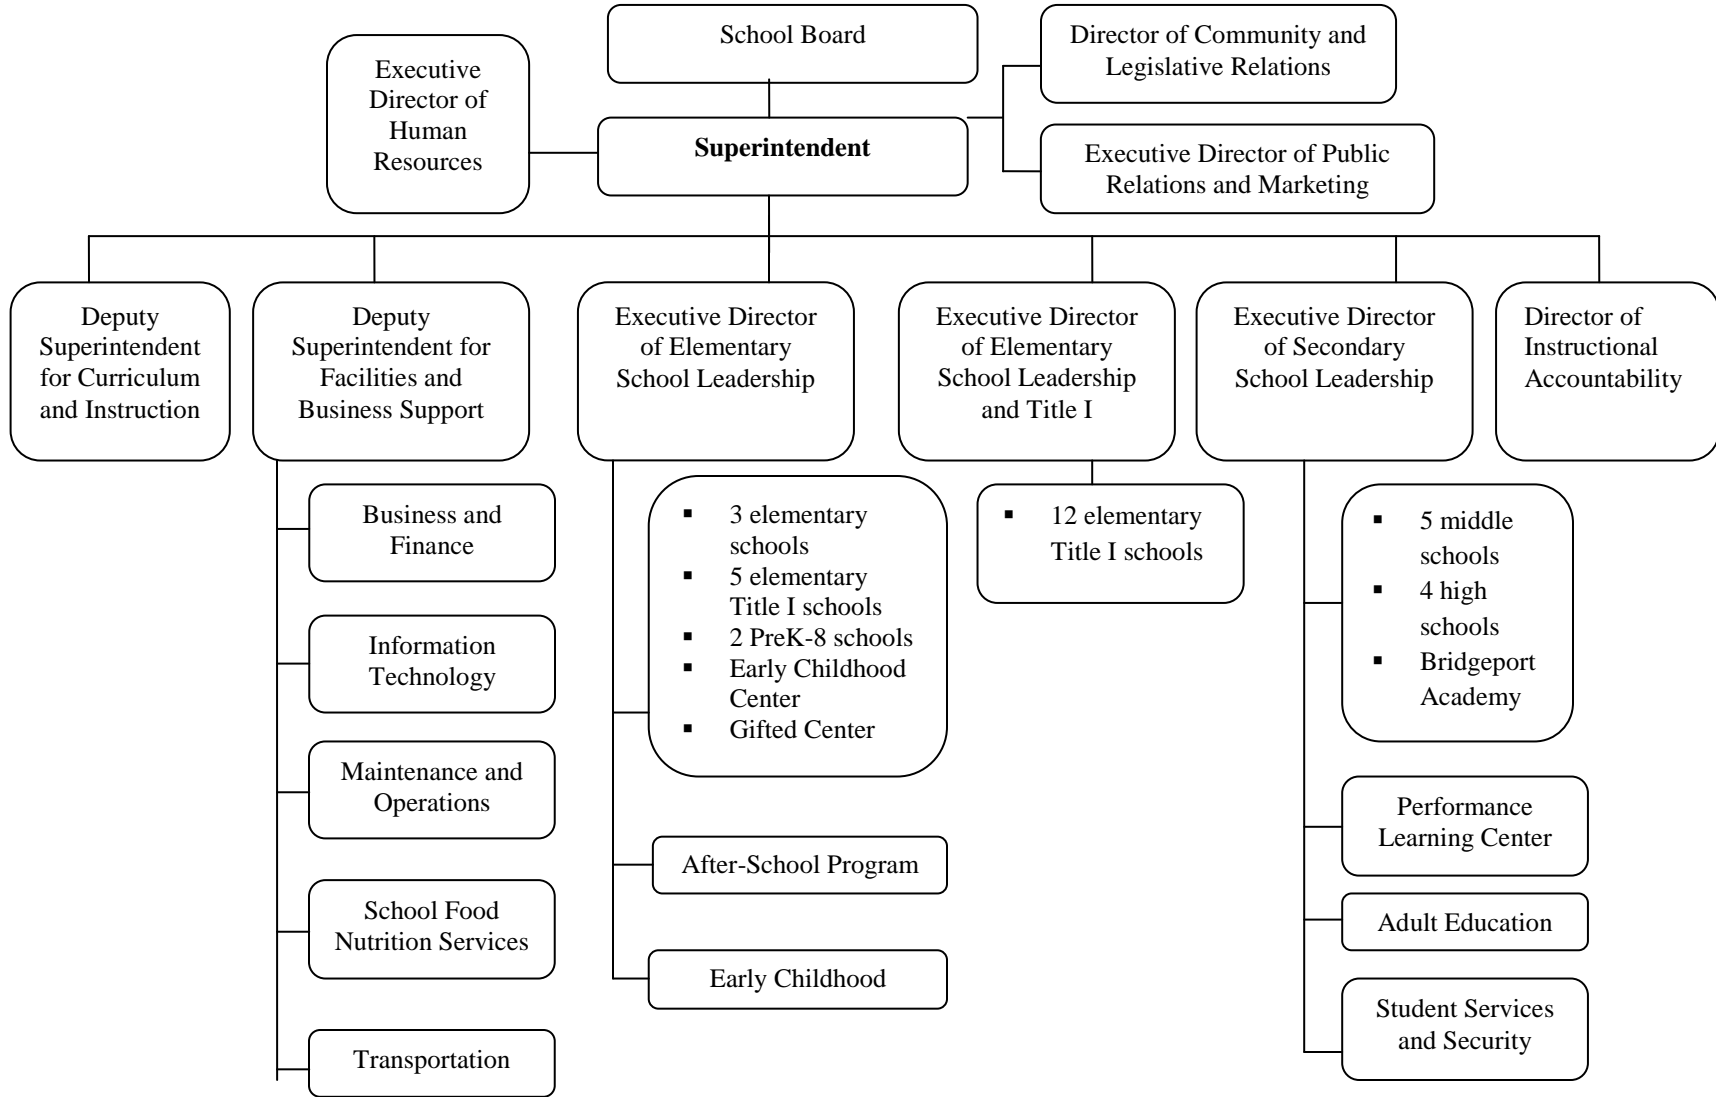 School Board
Director of Community and
Legislative Relations
Executive
Director of
Human
Resources
Superintendent
Executive Director of Public
Relations and Marketing
Deputy
Superintendent
for Curriculum
and Instruction
Deputy
Superintendent for
Facilities and
Business Support
Executive Director
of Elementary
School Leadership
Executive Director
of Elementary
School Leadership
and Title I
Executive Director
of Secondary
School Leadership
Director of
Instructional
Accountability
Business and
Finance
Information
Technology
Maintenance and
Operations
School Food
Nutrition Services
Transportation
▪ 3 elementary
schools
▪ 5 elementary
Title I schools
▪ 2 PreK-8 schools
▪ Early Childhood
Center
▪ Gifted Center
After-School Program
Early Childhood
▪ 12 elementary
Title I schools
▪ 5 middle
schools
▪ 4 high
schools
▪ Bridgeport
Academy
Performance
Learning Center
Adult Education
Student Services
and Security